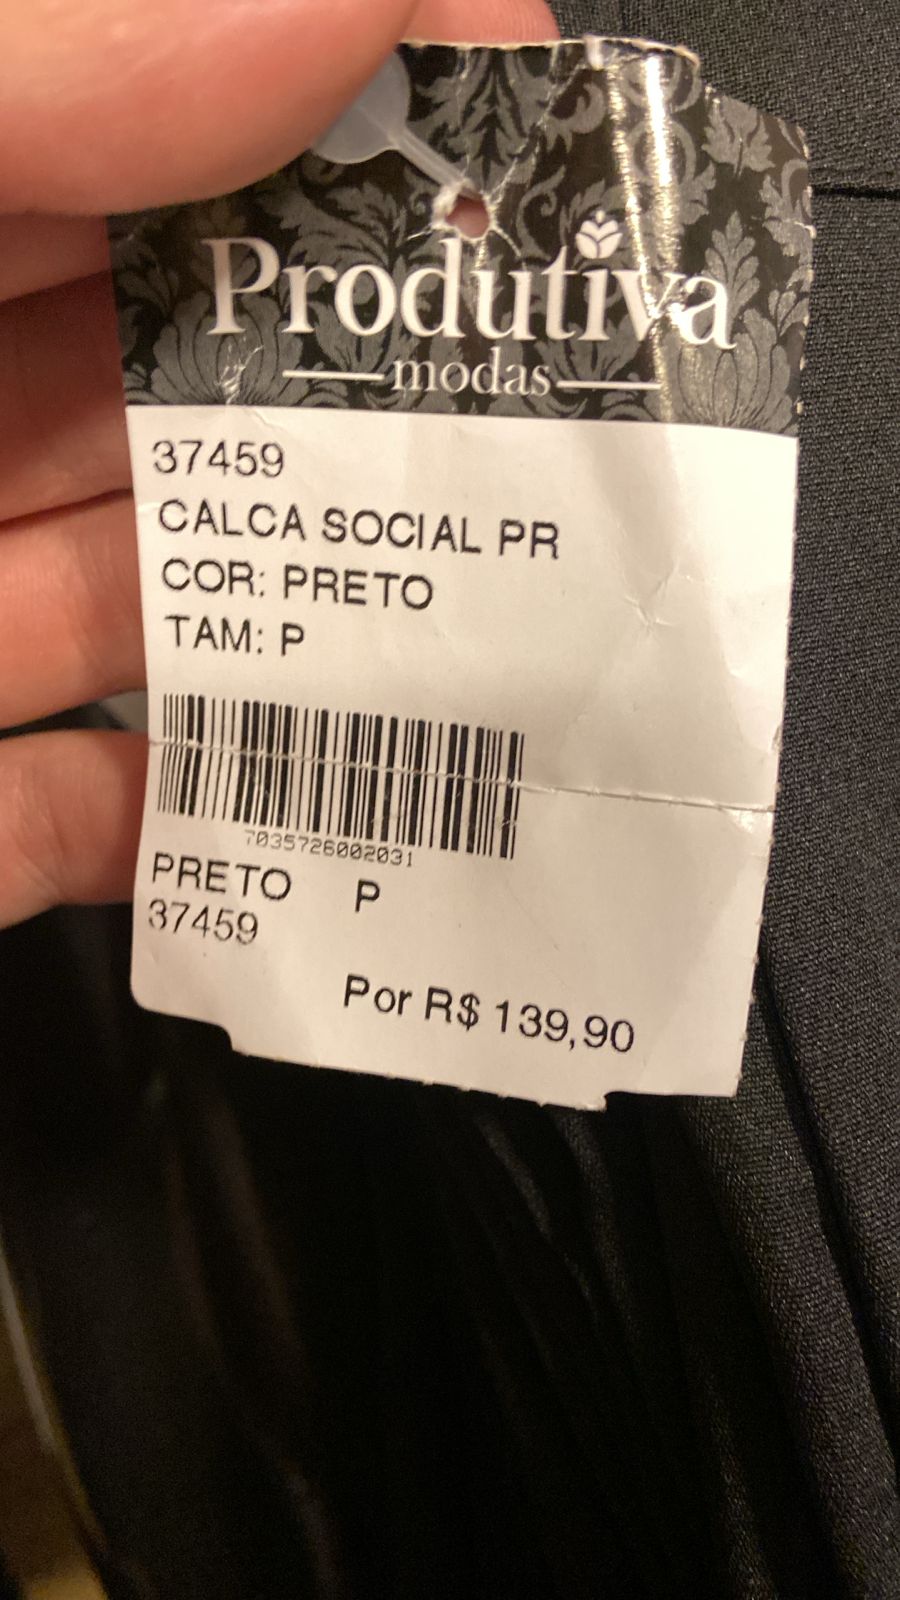 Produtiva
modas
37459
CALCA SOCIAL PR
COR: PRETO
TAM: P
7035726002031
PRETO P
37459
Por R$ 139,90